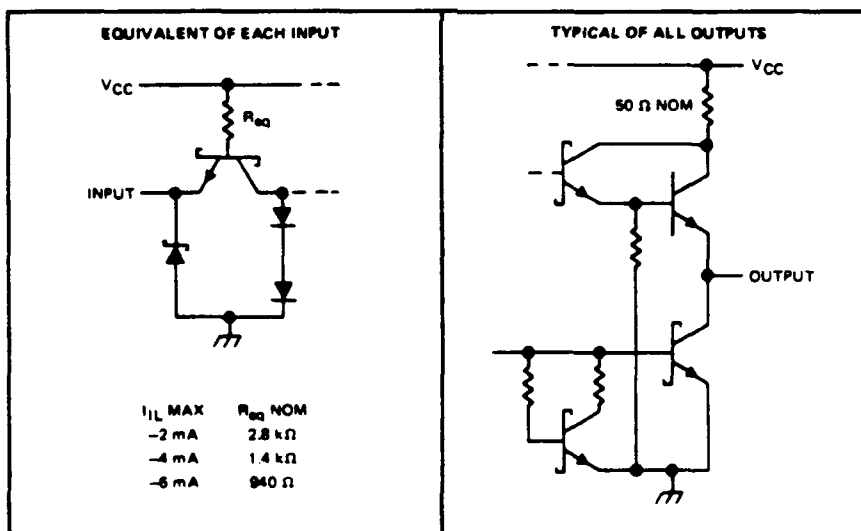 EQUIVALENT OF EACH INPUT
VCC
Req
INPUT
IIL MAX Req NOM
-2 mA 2.8 kΩ
-4 mA 1.4 kΩ
-6 mA 940 Ω
TYPICAL OF ALL OUTPUTS
VCC
50 Ω NOM
OUTPUT